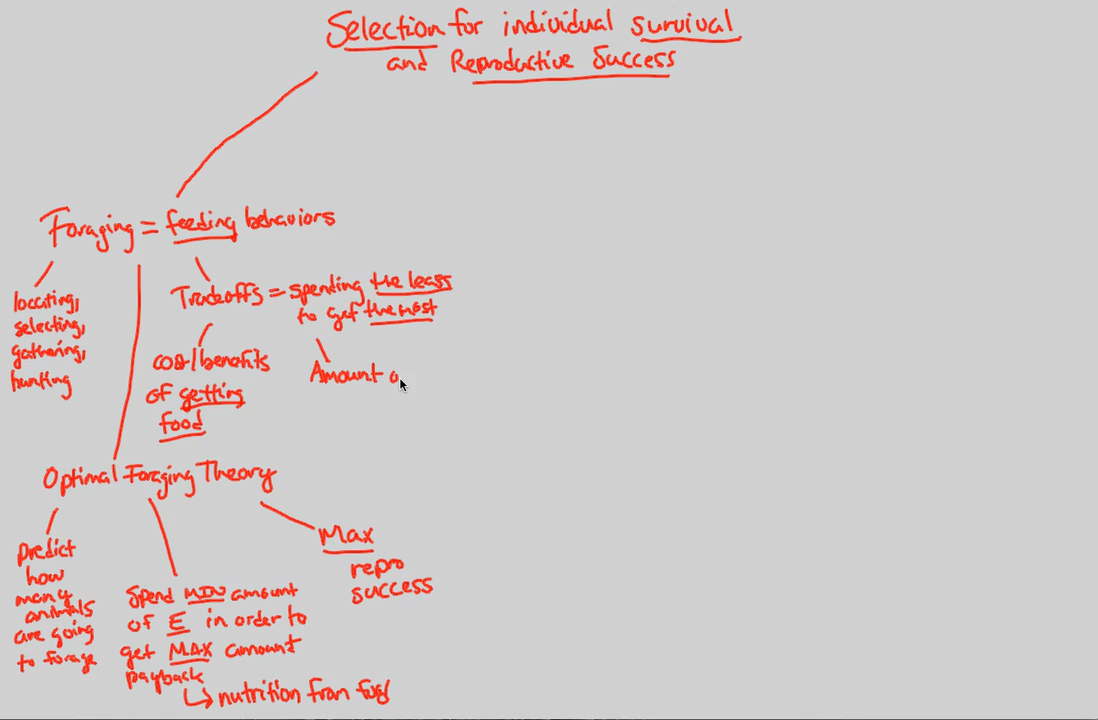 Selection for individual survival
and Reproductive Success
Foraging = feeding behaviors
locating,
selecting,
gathering,
hunting
Tradeoffs = spending the least
to get the most
cost/benefits
of getting
food
Amount o
Optimal Foraging Theory
predict
how
many
animals
are going
to forage
Spend MIN amount
of E in order to
get MAX amount
payback
↳ nutrition from
Max
repro
success